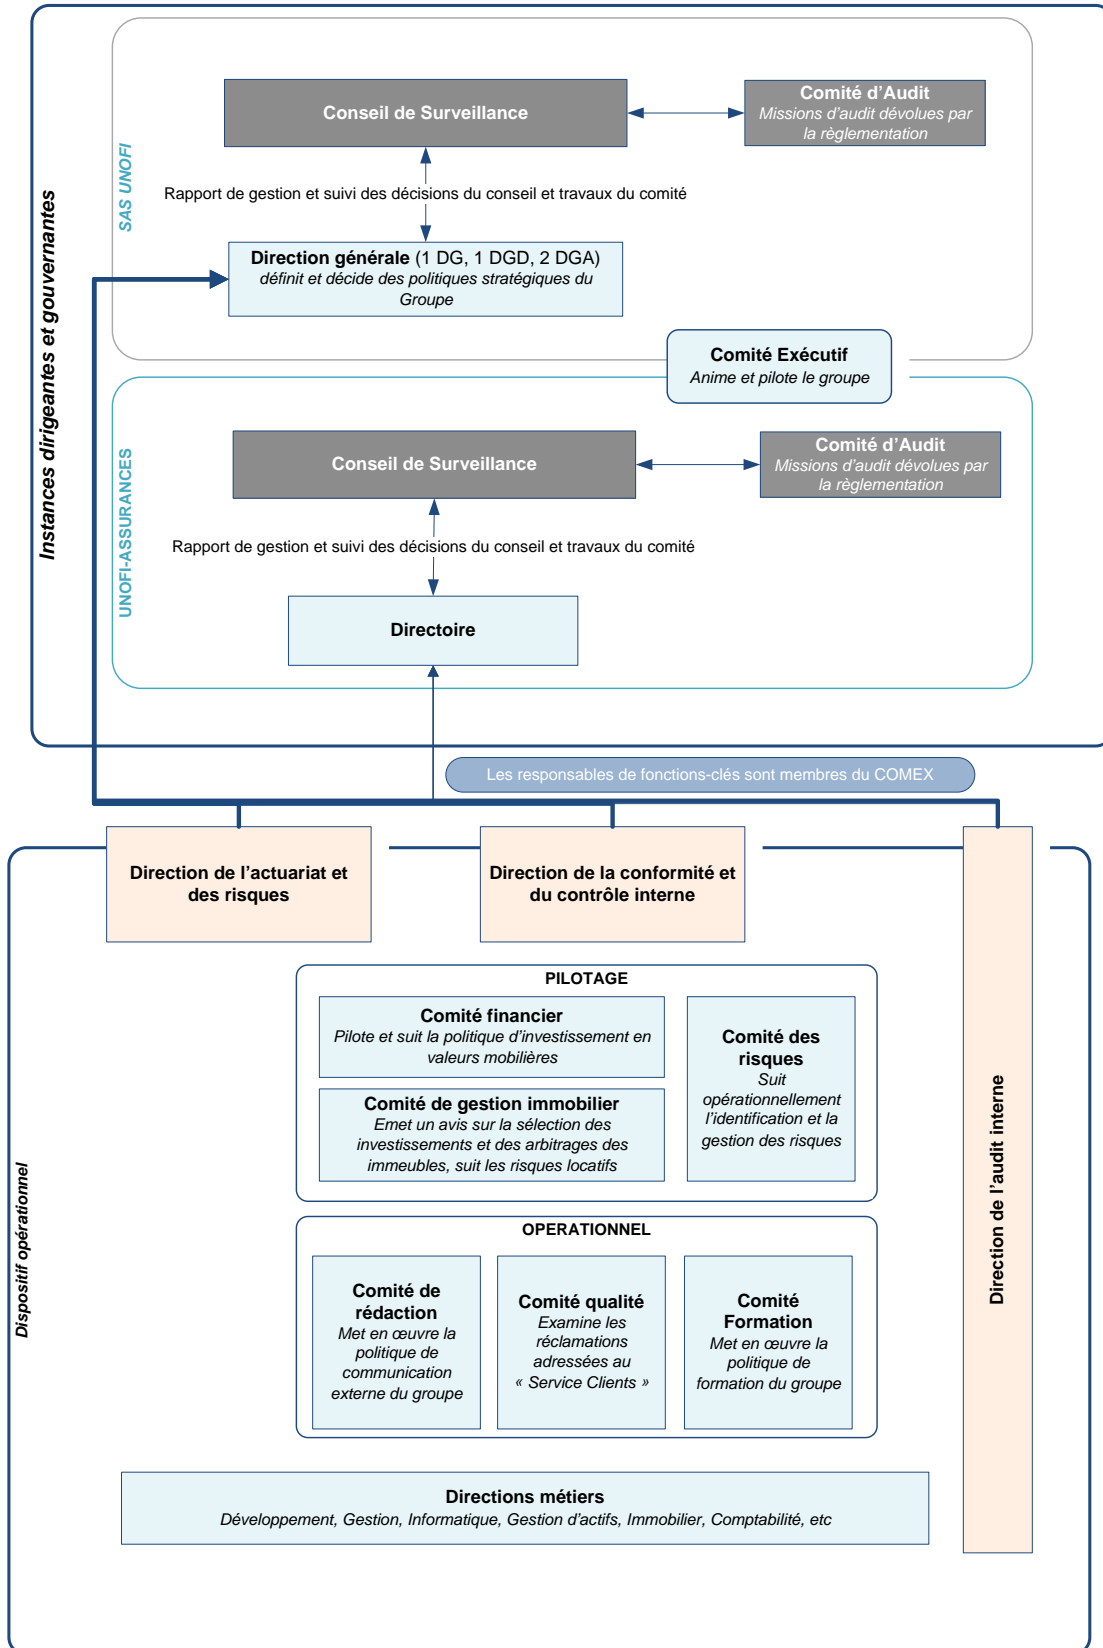 Instances dirigeantes et gouvernantes
SAS UNOFI
Conseil de Surveillance
Comité d'Audit
Missions d'audit dévolues par
la règlementation
Rapport de gestion et suivi des décisions du conseil et travaux du comité
Direction générale (1 DG, 1 DGD, 2 DGA)
définit et décide des politiques stratégiques du
Groupe
Comité Exécutif
Anime et pilote le groupe
UNOFI-ASSURANCES
Conseil de Surveillance
Comité d'Audit
Missions d'audit dévolues par
la règlementation
Rapport de gestion et suivi des décisions du conseil et travaux du comité
Directoire
Les responsables de fonctions-clés sont membres du COMEX
Dispositif opérationnel
Direction de l'actuariat et
des risques
Direction de la conformité et
du contrôle interne
Direction de l'audit interne
PILOTAGE
Comité financier
Pilote et suit la politique d'investissement en
valeurs mobilières
Comité de gestion immobilier
Emet un avis sur la sélection des
investissements et des arbitrages des
immeubles, suit les risques locatifs
Comité des
risques
Suit
opérationnellement
l'identification et la
gestion des risques
OPERATIONNEL
Comité de
rédaction
Met en œuvre la
politique de
communication
externe du groupe
Comité qualité
Examine les
réclamations
adressées au
« Service Clients »
Comité
Formation
Met en œuvre la
politique de
formation du groupe
Directions métiers
Développement, Gestion, Informatique, Gestion d'actifs, Immobilier, Comptabilité, etc